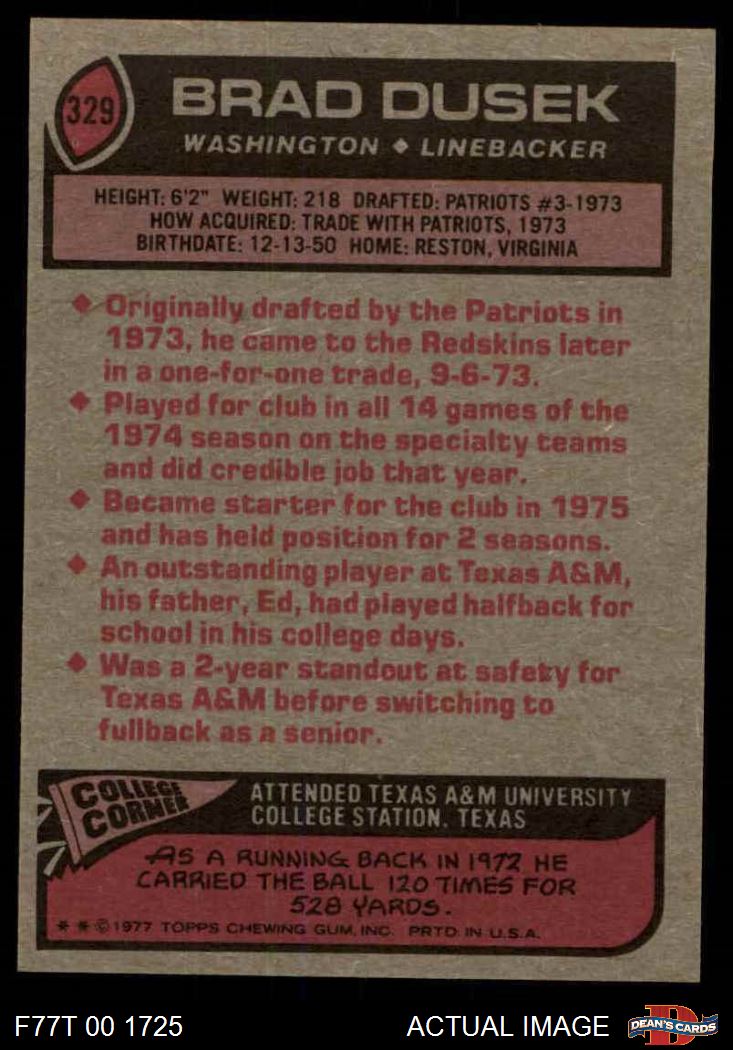 329
BRAD DUSEK
WASHINGTON ◆ LINEBACKER
HEIGHT: 6'2" WEIGHT: 218 DRAFTED: PATRIOTS #3-1973
HOW ACQUIRED: TRADE WITH PATRIOTS, 1973
BIRTHDATE: 12-13-50 HOME: RESTON, VIRGINIA
◆ Originally drafted by the Patriots in
1973, he came to the Redskins later
in a one-for-one trade, 9-6-73.
◆ Played for club in all 14 games of the
1974 season on the specialty teams
and did credible job that year.
◆ Became starter for the club in 1975
and has held position for 2 seasons.
◆ An outstanding player at Texas A&M,
his father, Ed, had played halfback for
school in his college days.
◆ Was a 2-year standout at safety for
Texas A&M before switching to
fullback as a senior.
COLLEGE
CORNER
ATTENDED TEXAS A&M UNIVERSITY
COLLEGE STATION, TEXAS
AS A RUNNING BACK IN 1972 HE
CARRIED THE BALL 120 TIMES FOR
528 YARDS.
* * © 1977 TOPPS CHEWING GUM, INC. PRTD. IN U.S.A.
F77T 00 1725
ACTUAL IMAGE
D
DEAN'S CARDS